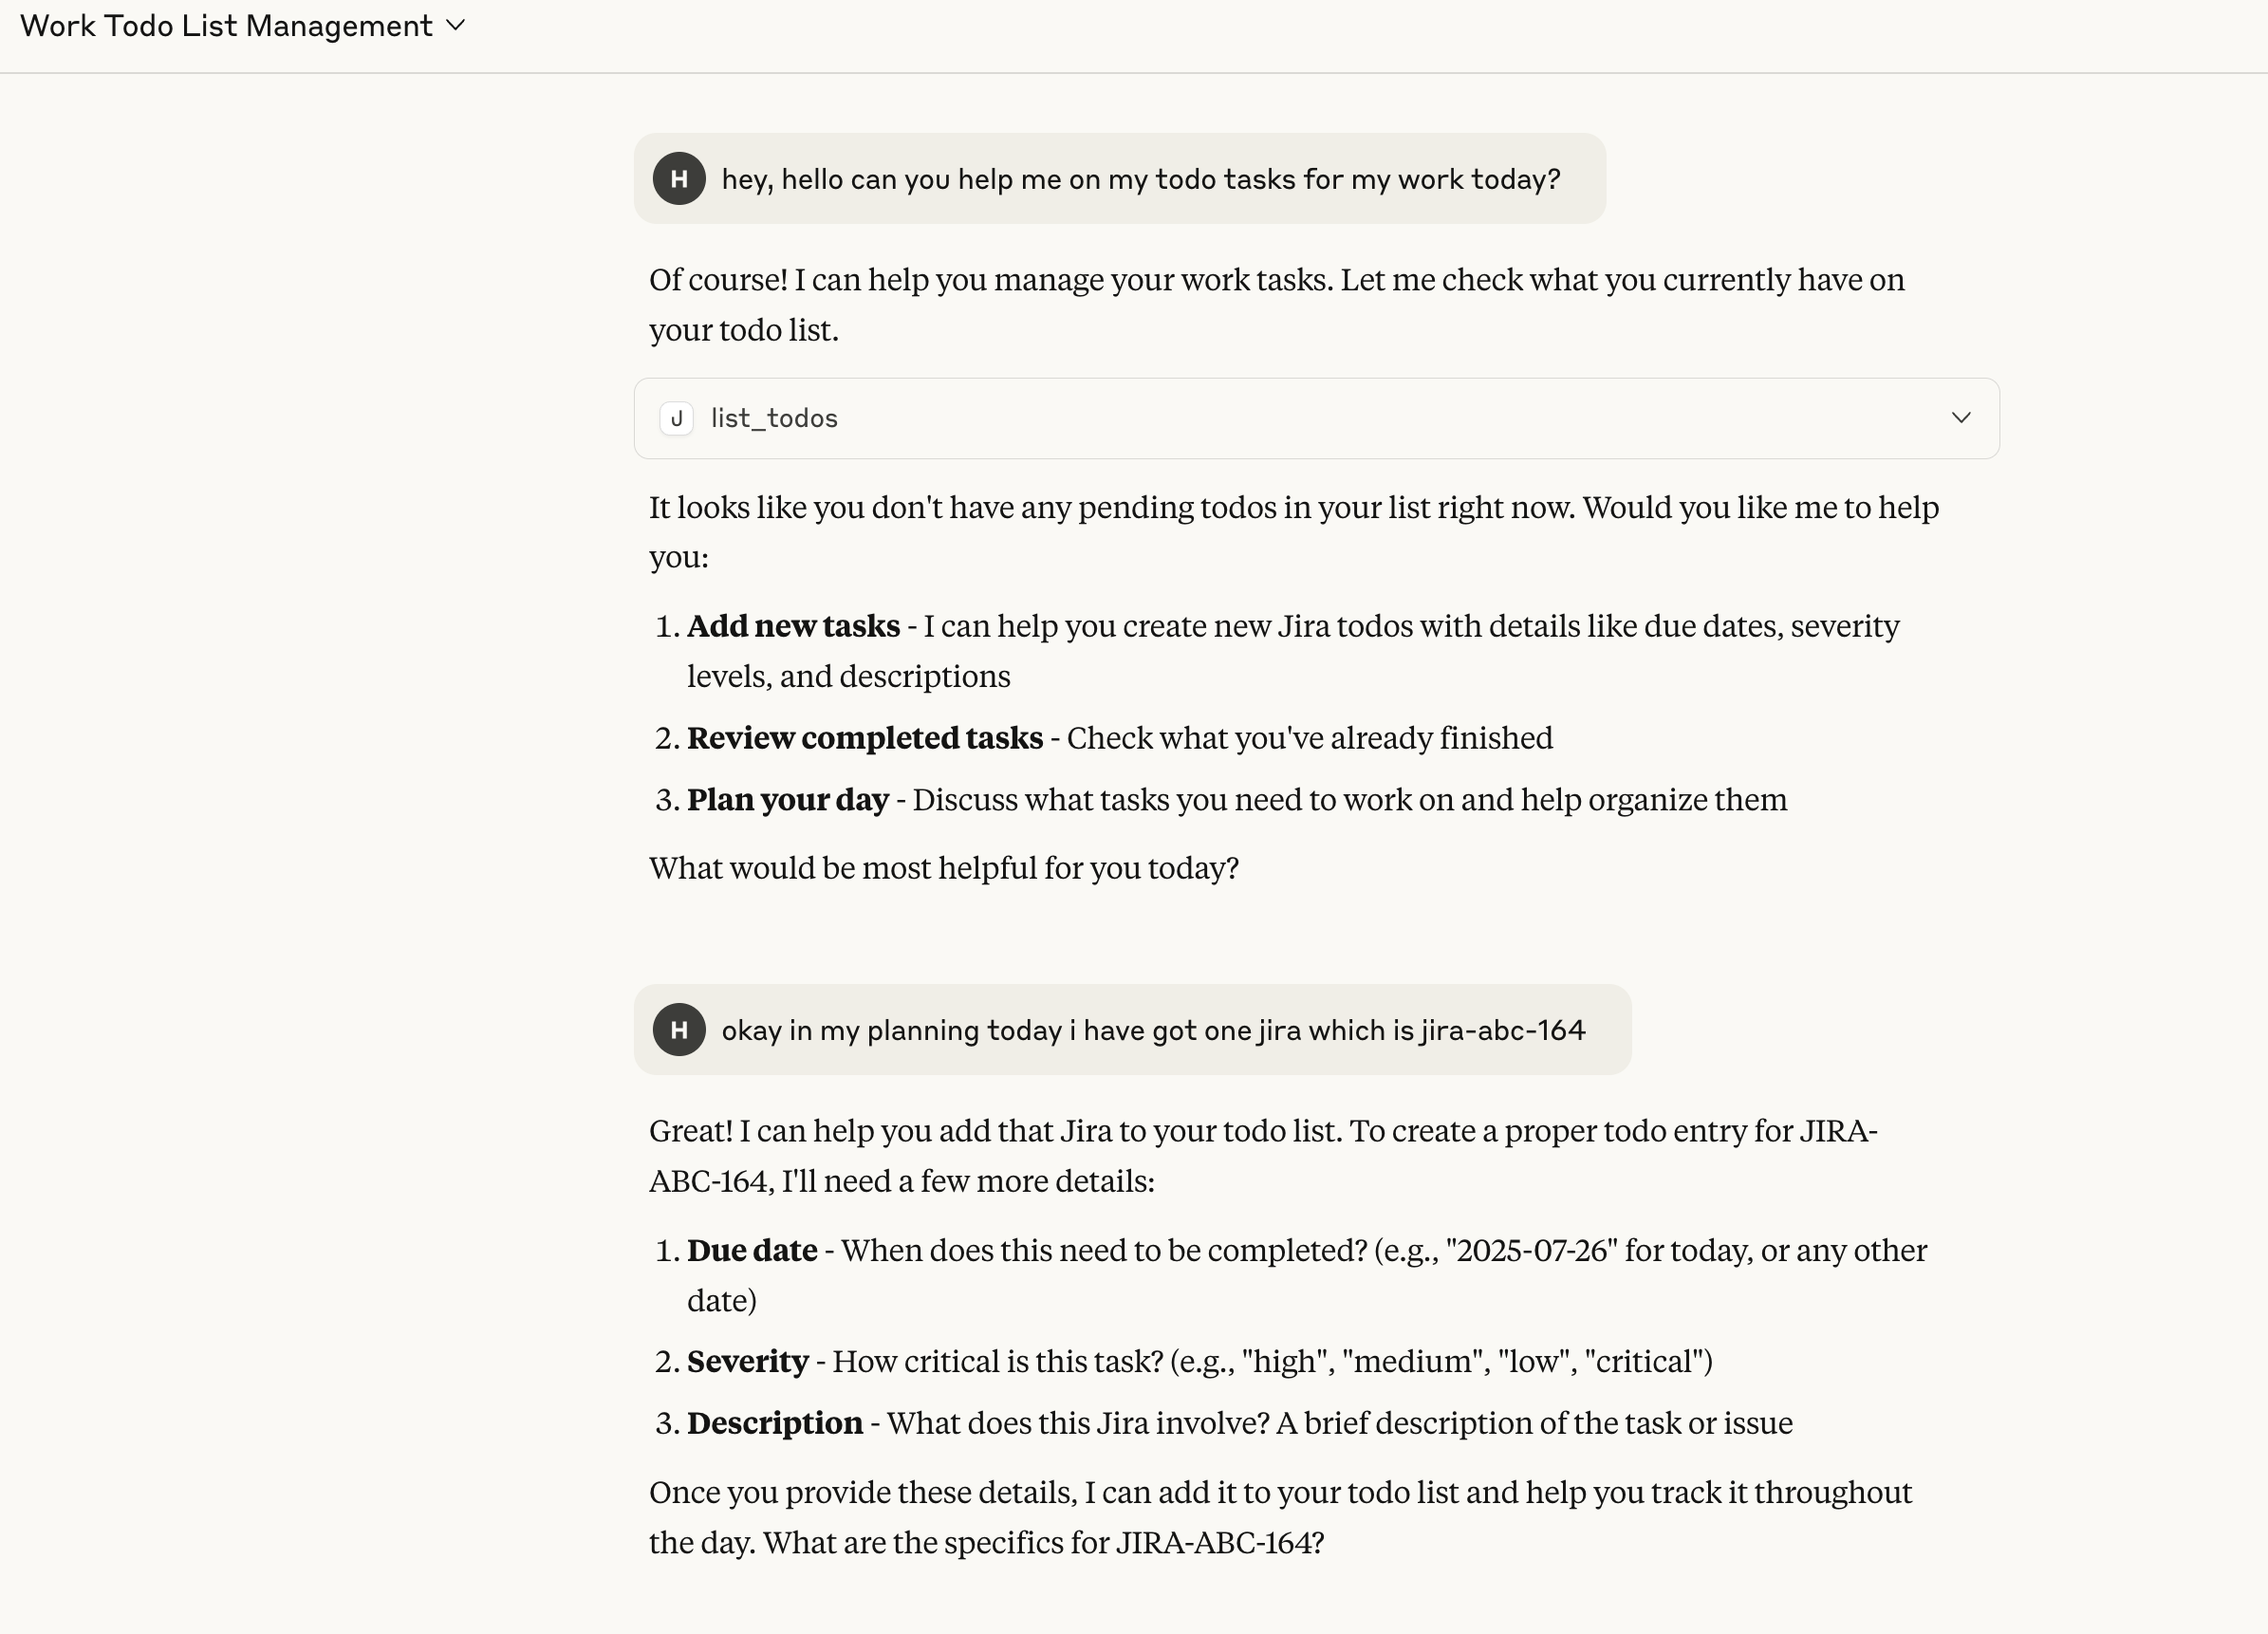 Work Todo List Management
H hey, hello can you help me on my todo tasks for my work today?
Of course! I can help you manage your work tasks. Let me check what you currently have on
your todo list.
J list_todos
It looks like you don't have any pending todos in your list right now. Would you like me to help
you:
1. Add new tasks - I can help you create new Jira todos with details like due dates, severity
levels, and descriptions
2. Review completed tasks - Check what you've already finished
3. Plan your day - Discuss what tasks you need to work on and help organize them
What would be most helpful for you today?
H okay in my planning today i have got one jira which is jira-abc-164
Great! I can help you add that Jira to your todo list. To create a proper todo entry for JIRA-
ABC-164, I'll need a few more details:
1. Due date - When does this need to be completed? (e.g., "2025-07-26" for today, or any other
date)
2. Severity - How critical is this task? (e.g., "high", "medium", "low", "critical")
3. Description - What does this Jira involve? A brief description of the task or issue
Once you provide these details, I can add it to your todo list and help you track it throughout
the day. What are the specifics for JIRA-ABC-164?